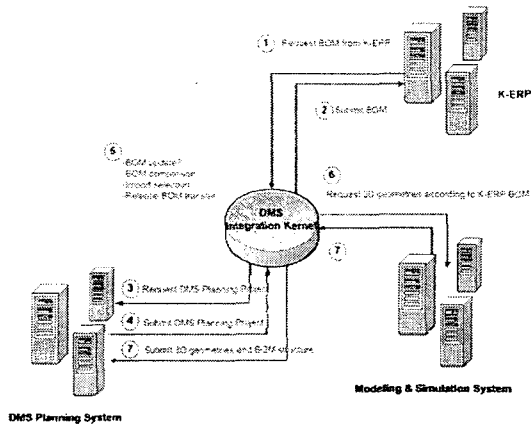 1 Request BOM from K-ERP
K-ERP
2 Submit BOM
5
BOM update?
BOM comparison
Import selection
Release BOM transfer
6
Request 3D geometries according to K-ERP BOM
DMS
Integration Kernel
7
3 Request DMS Planning Project
4 Submit DMS Planning Project
7 Submit 3D geometries and BOM structure
Modeling & Simulation System
DMS Planning System